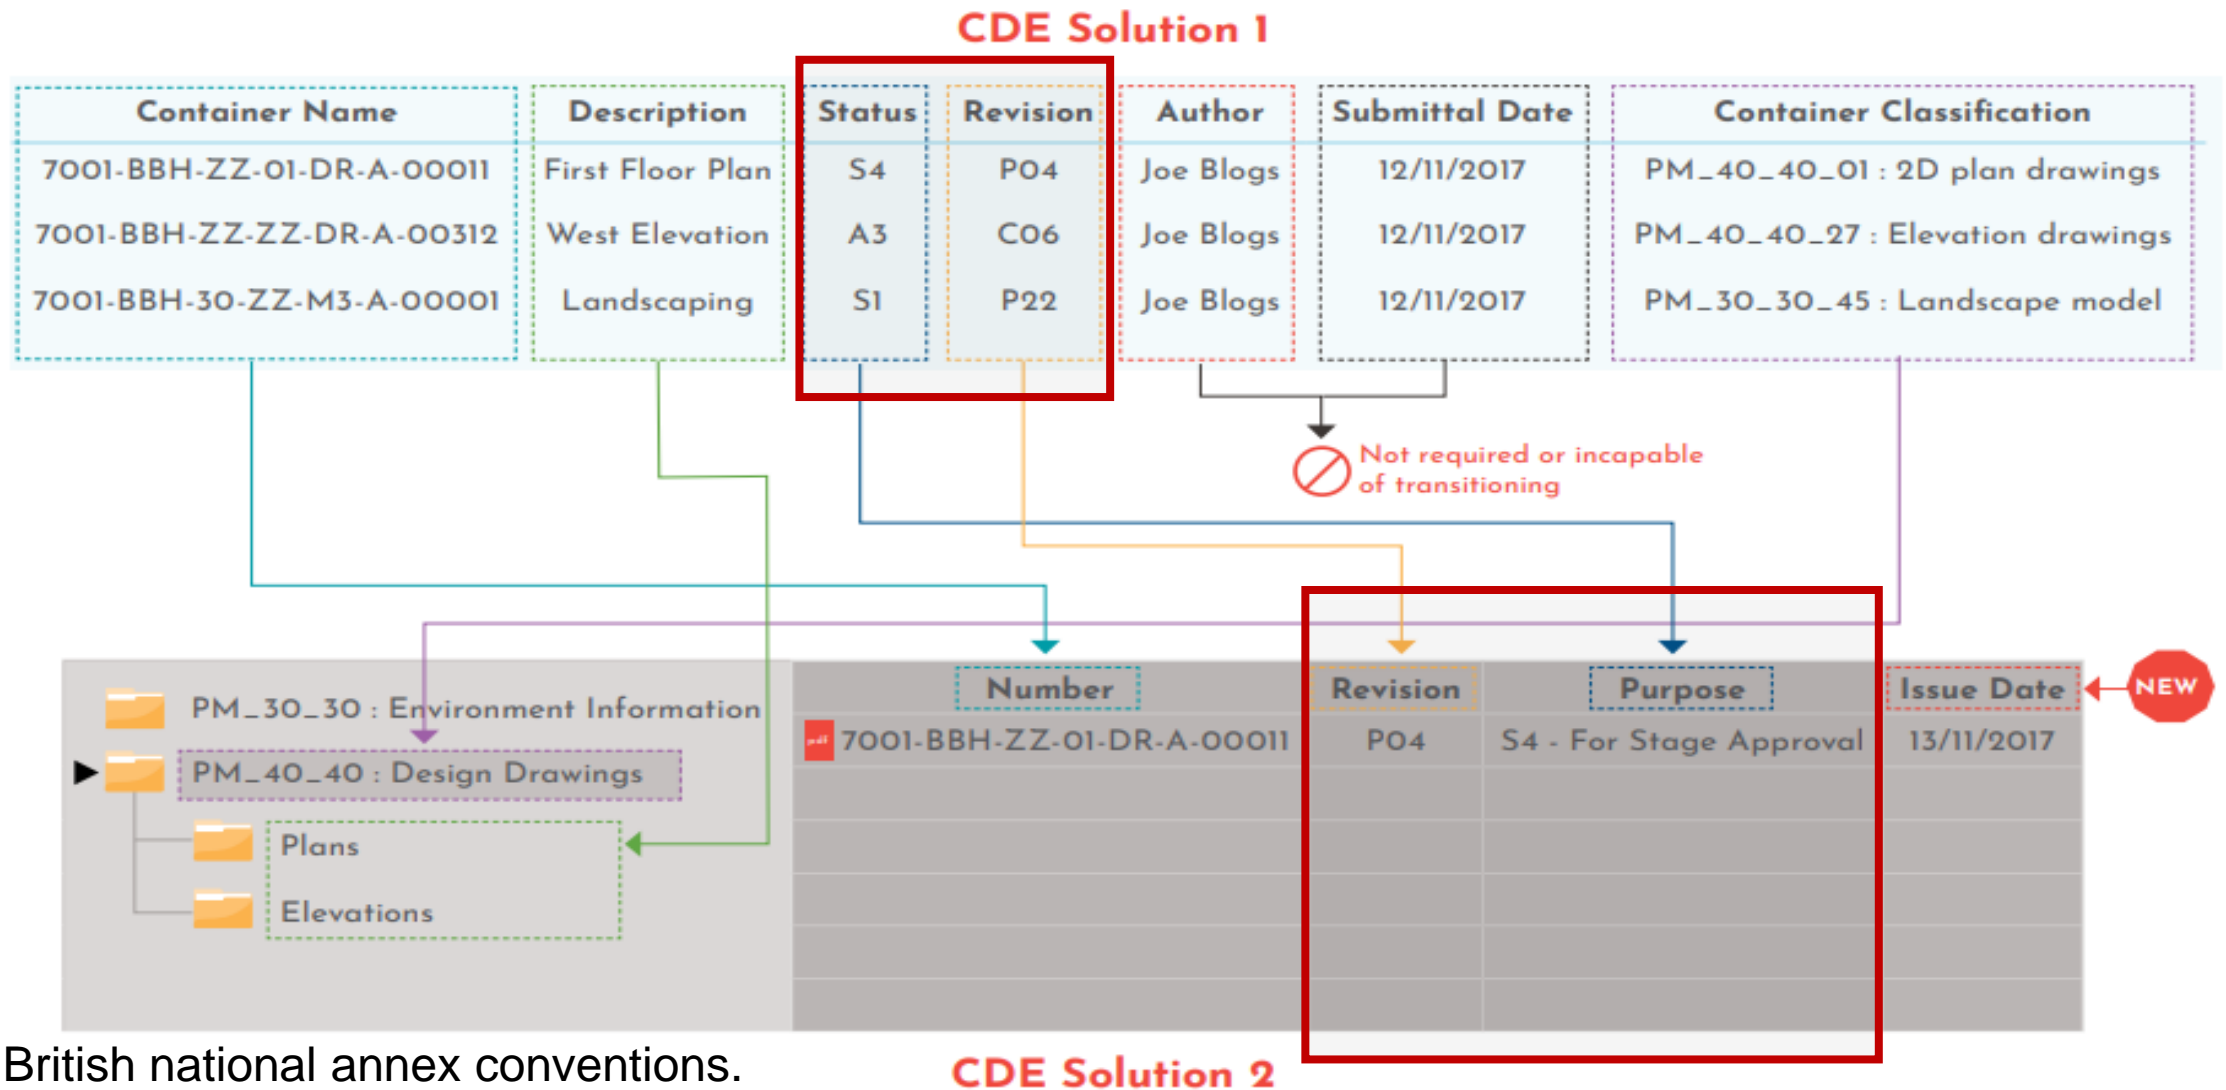 CDE Solution 1
Container Name Description Status Revision Author Submittal Date Container Classification
7001-BBH-ZZ-01-DR-A-00011 First Floor Plan S4 P04 Joe Blogs 12/11/2017 PM_40_40_01 : 2D plan drawings
7001-BBH-ZZ-ZZ-DR-A-00312 West Elevation A3 C06 Joe Blogs 12/11/2017 PM_40_40_27 : Elevation drawings
7001-BBH-30-ZZ-M3-A-00001 Landscaping S1 P22 Joe Blogs 12/11/2017 PM_30_30_45 : Landscape model
Not required or incapable
of transitioning
PM_30_30 : Environment Information
PM_40_40 : Design Drawings
Plans
Elevations
Number Revision Purpose Issue Date NEW
pdf 7001-BBH-ZZ-01-DR-A-00011 P04 S4 - For Stage Approval 13/11/2017
British national annex conventions.
CDE Solution 2